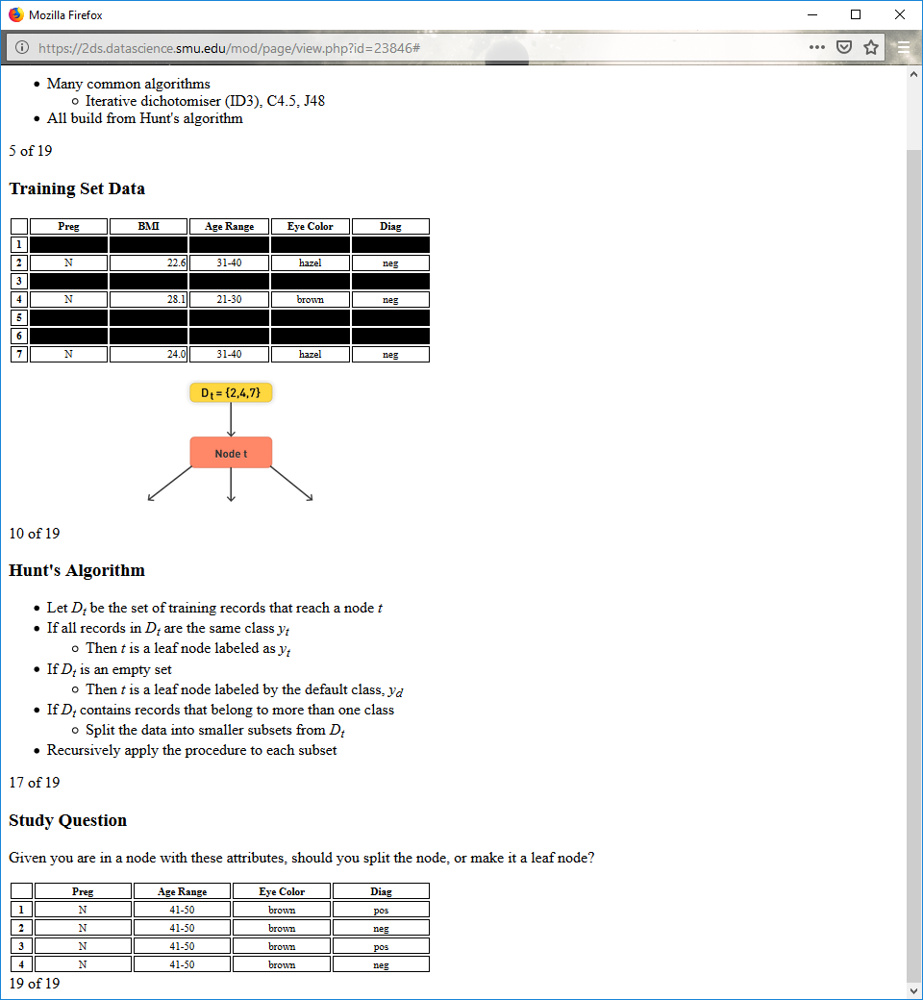 Mozilla Firefox
https://2ds.datascience.smu.edu/mod/page/view.php?id=23846#
• Many common algorithms
○ Iterative dichotomiser (ID3), C4.5, J48
• All build from Hunt's algorithm
5 of 19
Training Set Data
Preg BMI Age Range Eye Color Diag
1
2 N 22.6 31-40 hazel neg
3
4 N 28.1 21-30 brown neg
5
6
7 N 24.0 31-40 hazel neg
Dt = {2,4,7}
Node t
10 of 19
Hunt's Algorithm
• Let Dt be the set of training records that reach a node t
• If all records in Dt are the same class yt
○ Then t is a leaf node labeled as yt
• If Dt is an empty set
○ Then t is a leaf node labeled by the default class, yd
• If Dt contains records that belong to more than one class
○ Split the data into smaller subsets from Dt
• Recursively apply the procedure to each subset
17 of 19
Study Question
Given you are in a node with these attributes, should you split the node, or make it a leaf node?
Preg Age Range Eye Color Diag
1 N 41-50 brown pos
2 N 41-50 brown neg
3 N 41-50 brown pos
4 N 41-50 brown neg
19 of 19